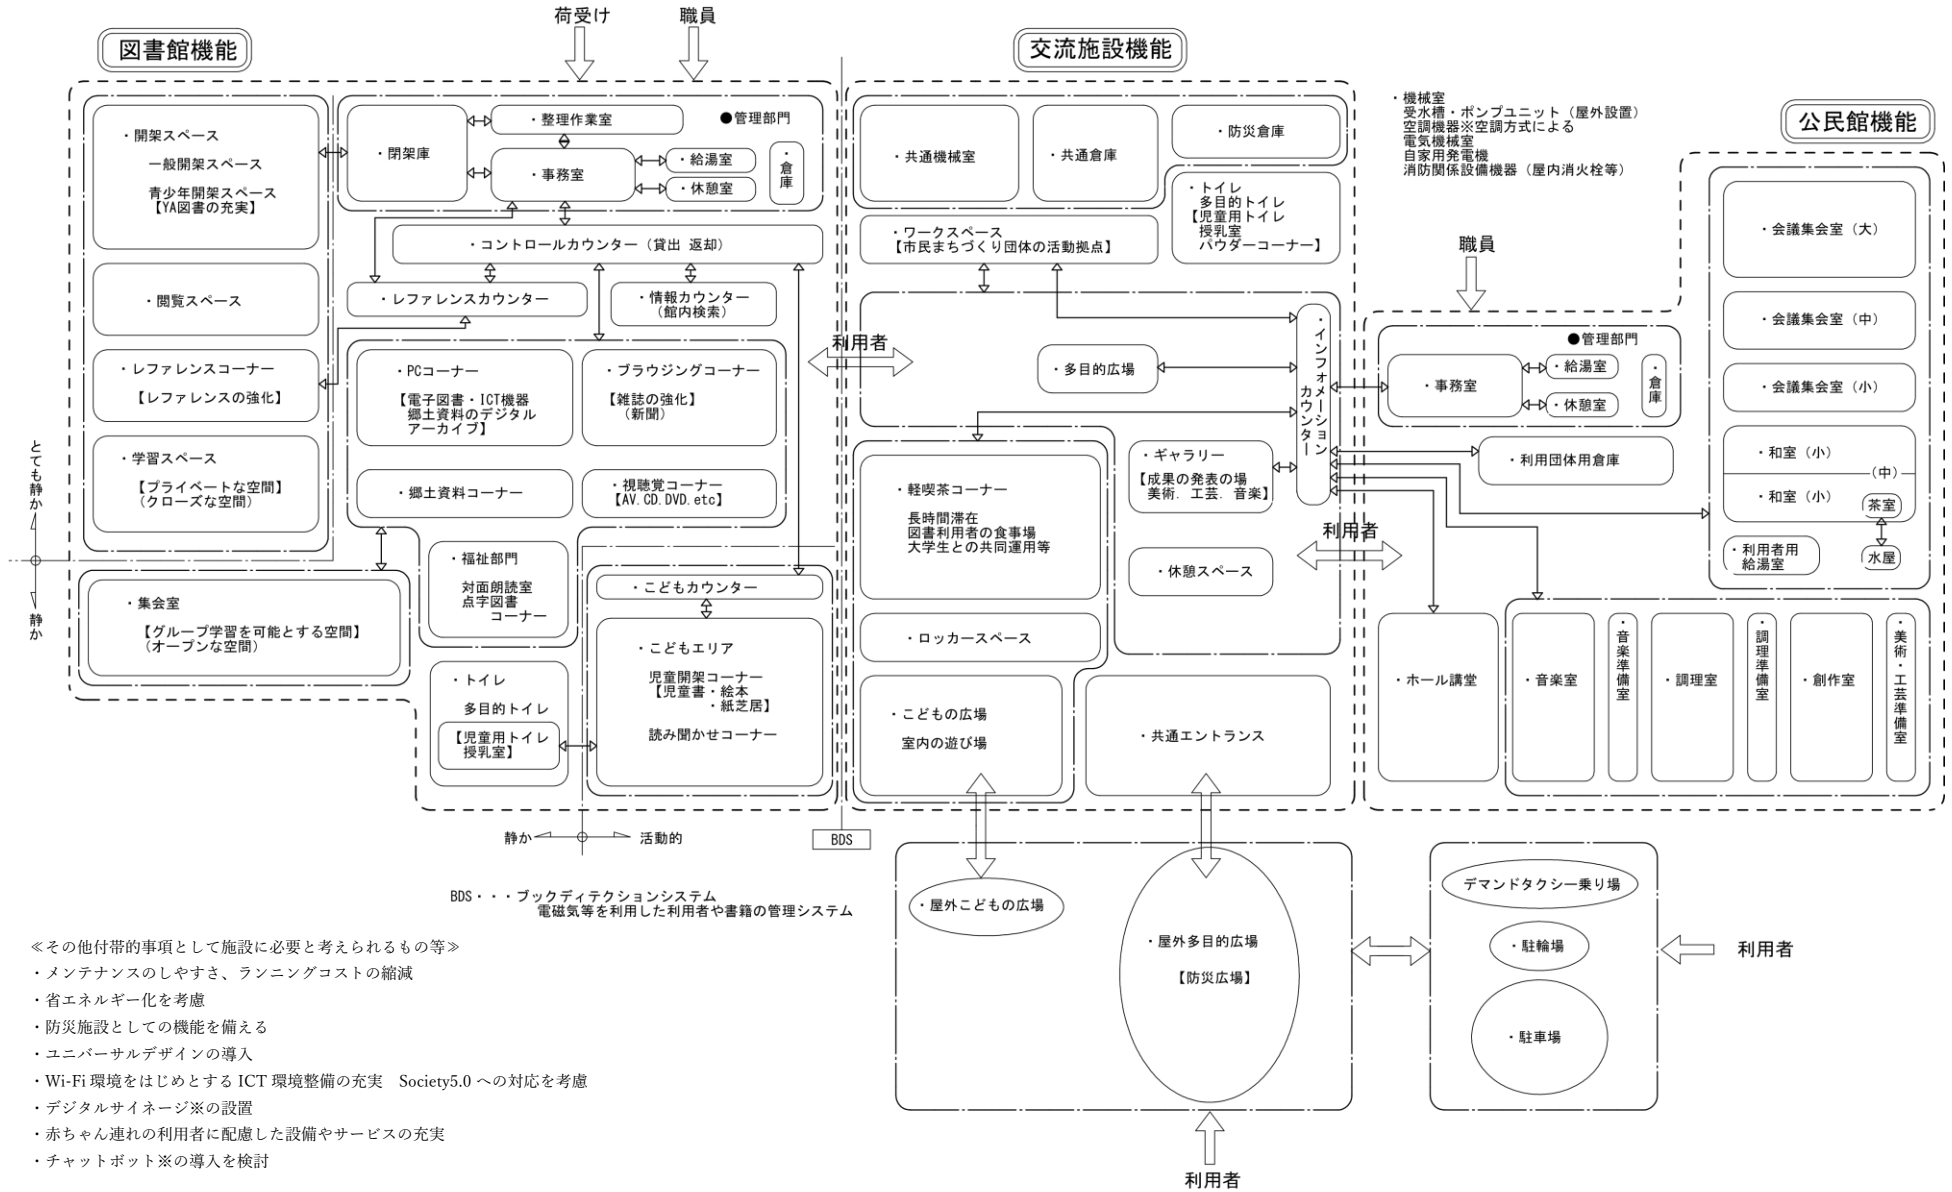 荷受け
職員
図書館機能
・開架スペース
一般開架スペース
青少年開架スペース
【YA図書の充実】
・閲覧スペース
・レファレンスコーナー
【レファレンスの強化】
・学習スペース
【プライベートな空間】
(クローズな空間)
・集会室
【グループ学習を可能とする空間】
(オープンな空間)
とても静か
静か
・閉架庫
・整理作業室
●管理部門
・事務室
・給湯室
・休憩室
・倉庫
・コントロールカウンター(貸出 返却)
・レファレンスカウンター
・情報カウンター
(館内検索)
・PCコーナー
【電子図書・ICT機器
郷土資料のデジタル
アーカイブ】
・ブラウジングコーナー
【雑誌の強化】
(新聞)
・郷土資料コーナー
・視聴覚コーナー
【AV.CD.DVD.etc】
・福祉部門
対面朗読室
点字図書
コーナー
・こどもカウンター
・こどもエリア
児童開架コーナー
【児童書・絵本
・紙芝居】
読み聞かせコーナー
・トイレ
多目的トイレ
【児童用トイレ
授乳室】
静か
活動的
BDS
BDS・・・ブックディテクションシステム
電磁気等を利用した利用者や書籍の管理システム
交流施設機能
・共通機械室
・共通倉庫
・防災倉庫
・トイレ
多目的トイレ
【児童用トイレ
授乳室
パウダーコーナー】
・ワークスペース
【市民まちづくり団体の活動拠点】
利用者
・多目的広場
・インフォメーション
カウンター
・軽喫茶コーナー
長時間滞在
図書利用者の食事場
大学生との共同運用等
・ギャラリー
【成果の発表の場
美術．工芸．音楽】
・休憩スペース
・ロッカースペース
・こどもの広場
室内の遊び場
・共通エントランス
利用者
・機械室
受水槽・ポンプユニット(屋外設置)
空調機器※空調方式による
電気機械室
自家用発電機
消防関係設備機器(屋内消火栓等)
公民館機能
職員
●管理部門
・事務室
・給湯室
・休憩室
・倉庫
・利用団体用倉庫
・会議集会室(大)
・会議集会室(中)
・会議集会室(小)
・和室(小)
(中)
・和室(小)
茶室
・利用者用
給湯室
水屋
・ホール講堂
・音楽室
・音楽準備室
・調理室
・調理準備室
・創作室
・美術・工芸準備室
・屋外こどもの広場
・屋外多目的広場
【防災広場】
デマンドタクシー乗り場
・駐輪場
・駐車場
利用者
利用者
≪その他付帯的事項として施設に必要と考えられるもの等≫
・メンテナンスのしやすさ、ランニングコストの縮減
・省エネルギー化を考慮
・防災施設としての機能を備える
・ユニバーサルデザインの導入
・Wi-Fi 環境をはじめとする ICT 環境整備の充実　Society5.0 への対応を考慮
・デジタルサイネージ※の設置
・赤ちゃん連れの利用者に配慮した設備やサービスの充実
・チャットボット※の導入を検討